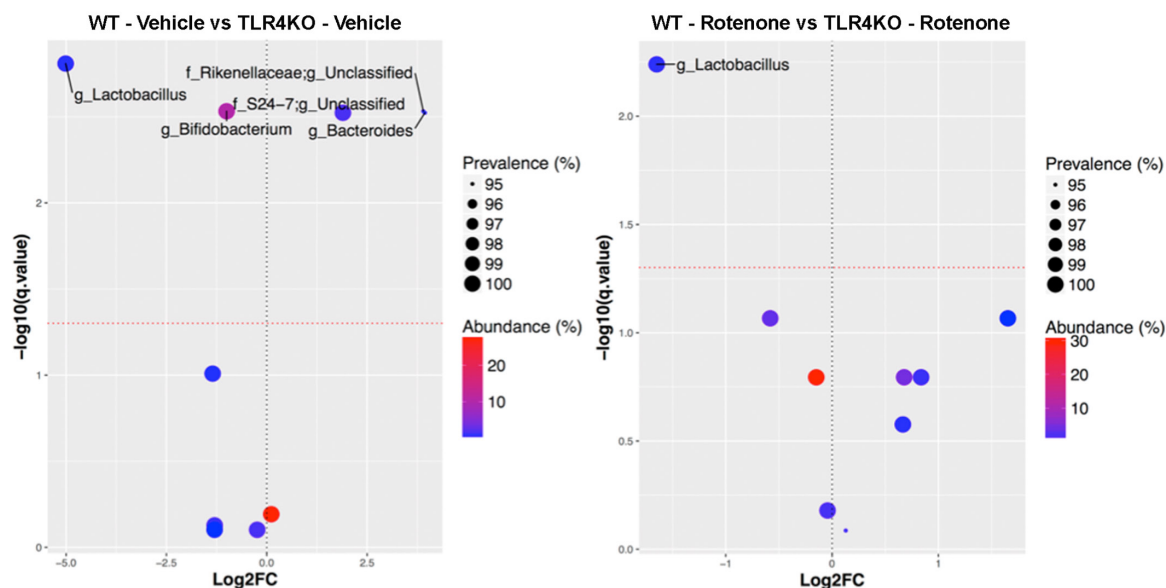 WT - Vehicle vs TLR4KO - Vehicle
f_Rikenellaceae;g_Unclassified
g_Lactobacillus
f_S24-7;g_Unclassified
g_Bifidobacterium
g_Bacteroides
2
1
0
-5.0
-2.5
0.0
2.5
-log10(q.value)
Log2FC
Prevalence (%)
95
96
97
98
99
100
Abundance (%)
20
10
WT - Rotenone vs TLR4KO - Rotenone
g_Lactobacillus
2.0
1.5
1.0
0.5
0.0
-1
0
1
-log10(q.value)
Log2FC
Prevalence (%)
95
96
97
98
99
100
Abundance (%)
30
20
10